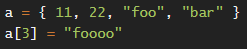 a = { 11, 22, "foo", "bar" }
a[3] = "foooo"